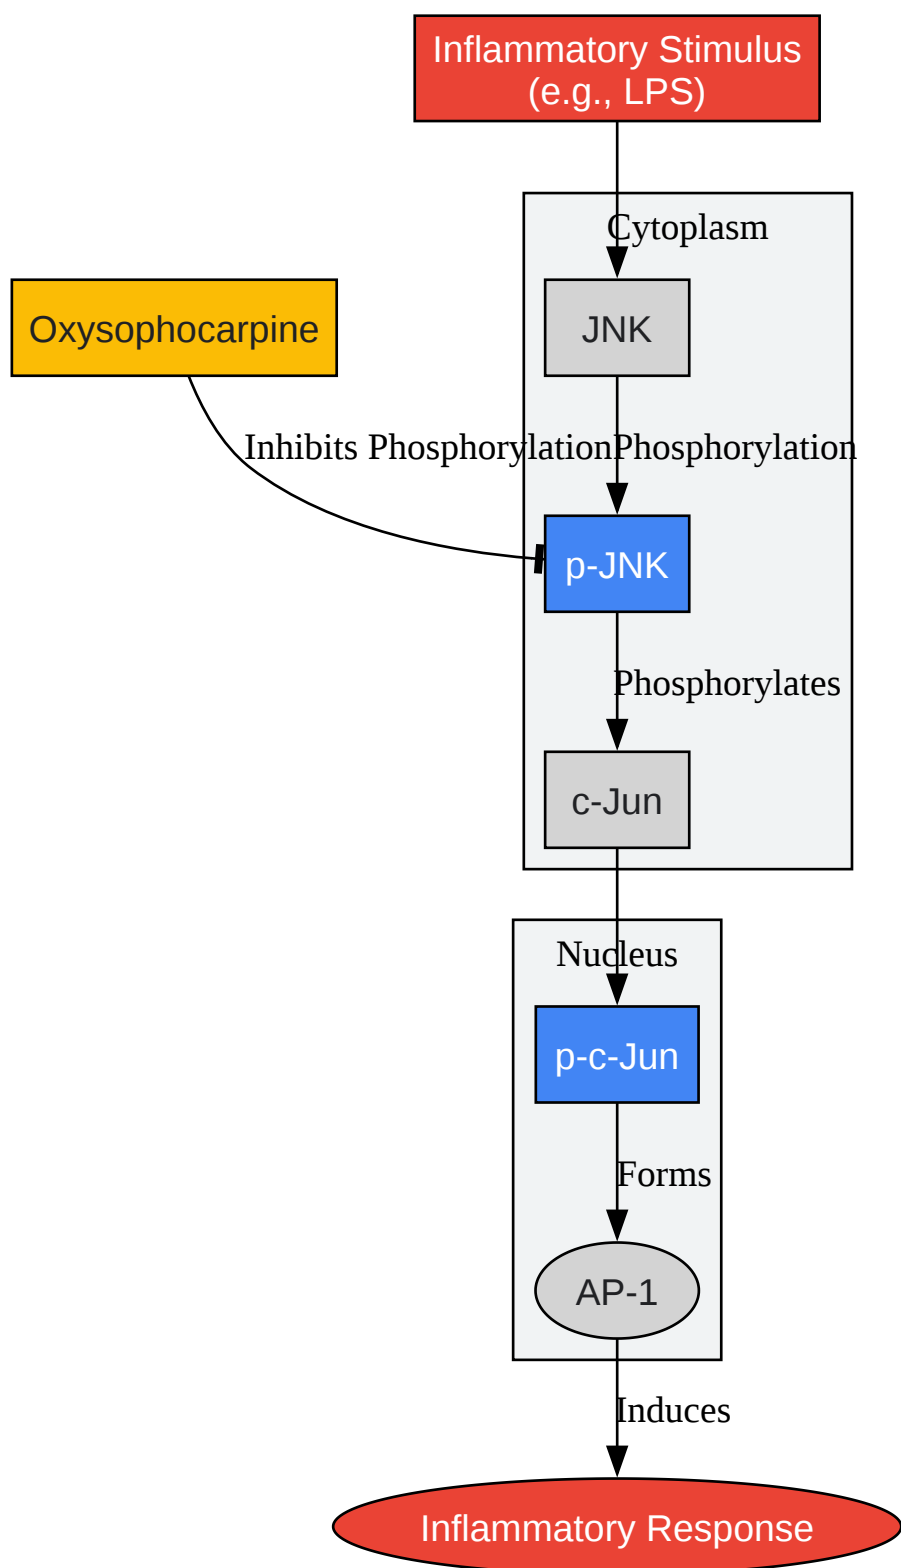 Inflammatory Stimulus
(e.g., LPS)
Cytoplasm
Oxysophocarpine
JNK
Inhibits Phosphorylation
Phosphorylation
p-JNK
Phosphorylates
c-Jun
Nucleus
p-c-Jun
Forms
AP-1
Induces
Inflammatory Response